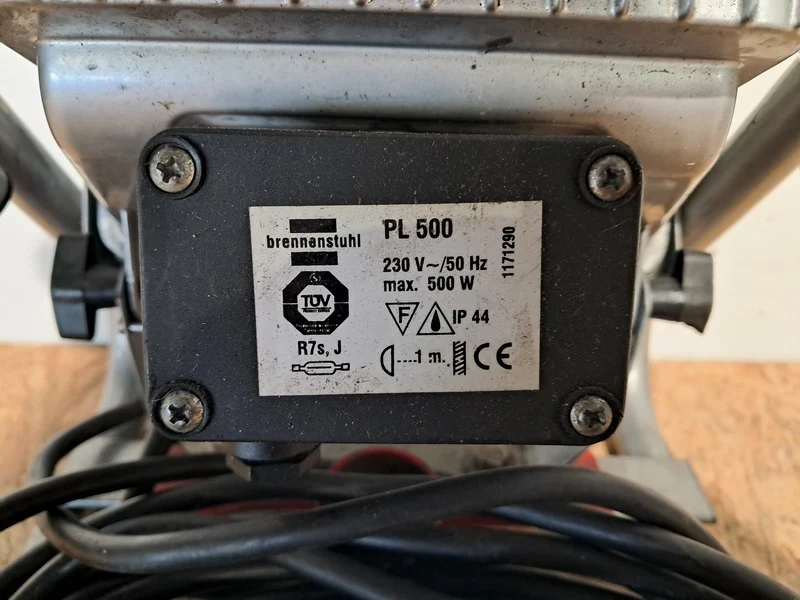 brennenstuhl
PL 500
1171290
230 V~/50 Hz
max. 500 W
TÜV
F
IP 44
R7s, J
1 m.
CE